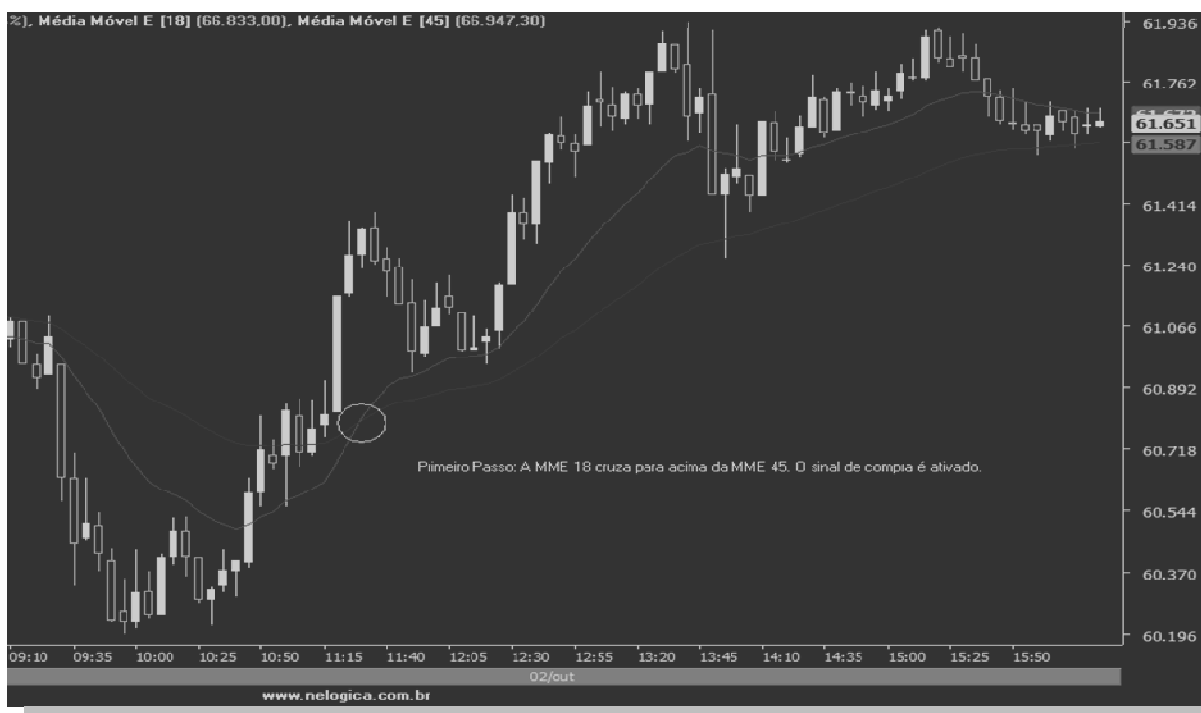 %), Média Móvel E [18] (66.833,00), Média Móvel E [45] (66.947,30)
61.936
61.762
61.651
61.587
61.414
61.240
61.066
60.892
Primeiro Passo: A MME 18 cruza para acima da MME 45. O sinal de compra é ativado.
60.718
60.544
60.370
60.196
09:10 09:35 10:00 10:25 10:50 11:15 11:40 12:05 12:30 12:55 13:20 13:45 14:10 14:35 15:00 15:25 15:50
02/out
www.nelogica.com.br